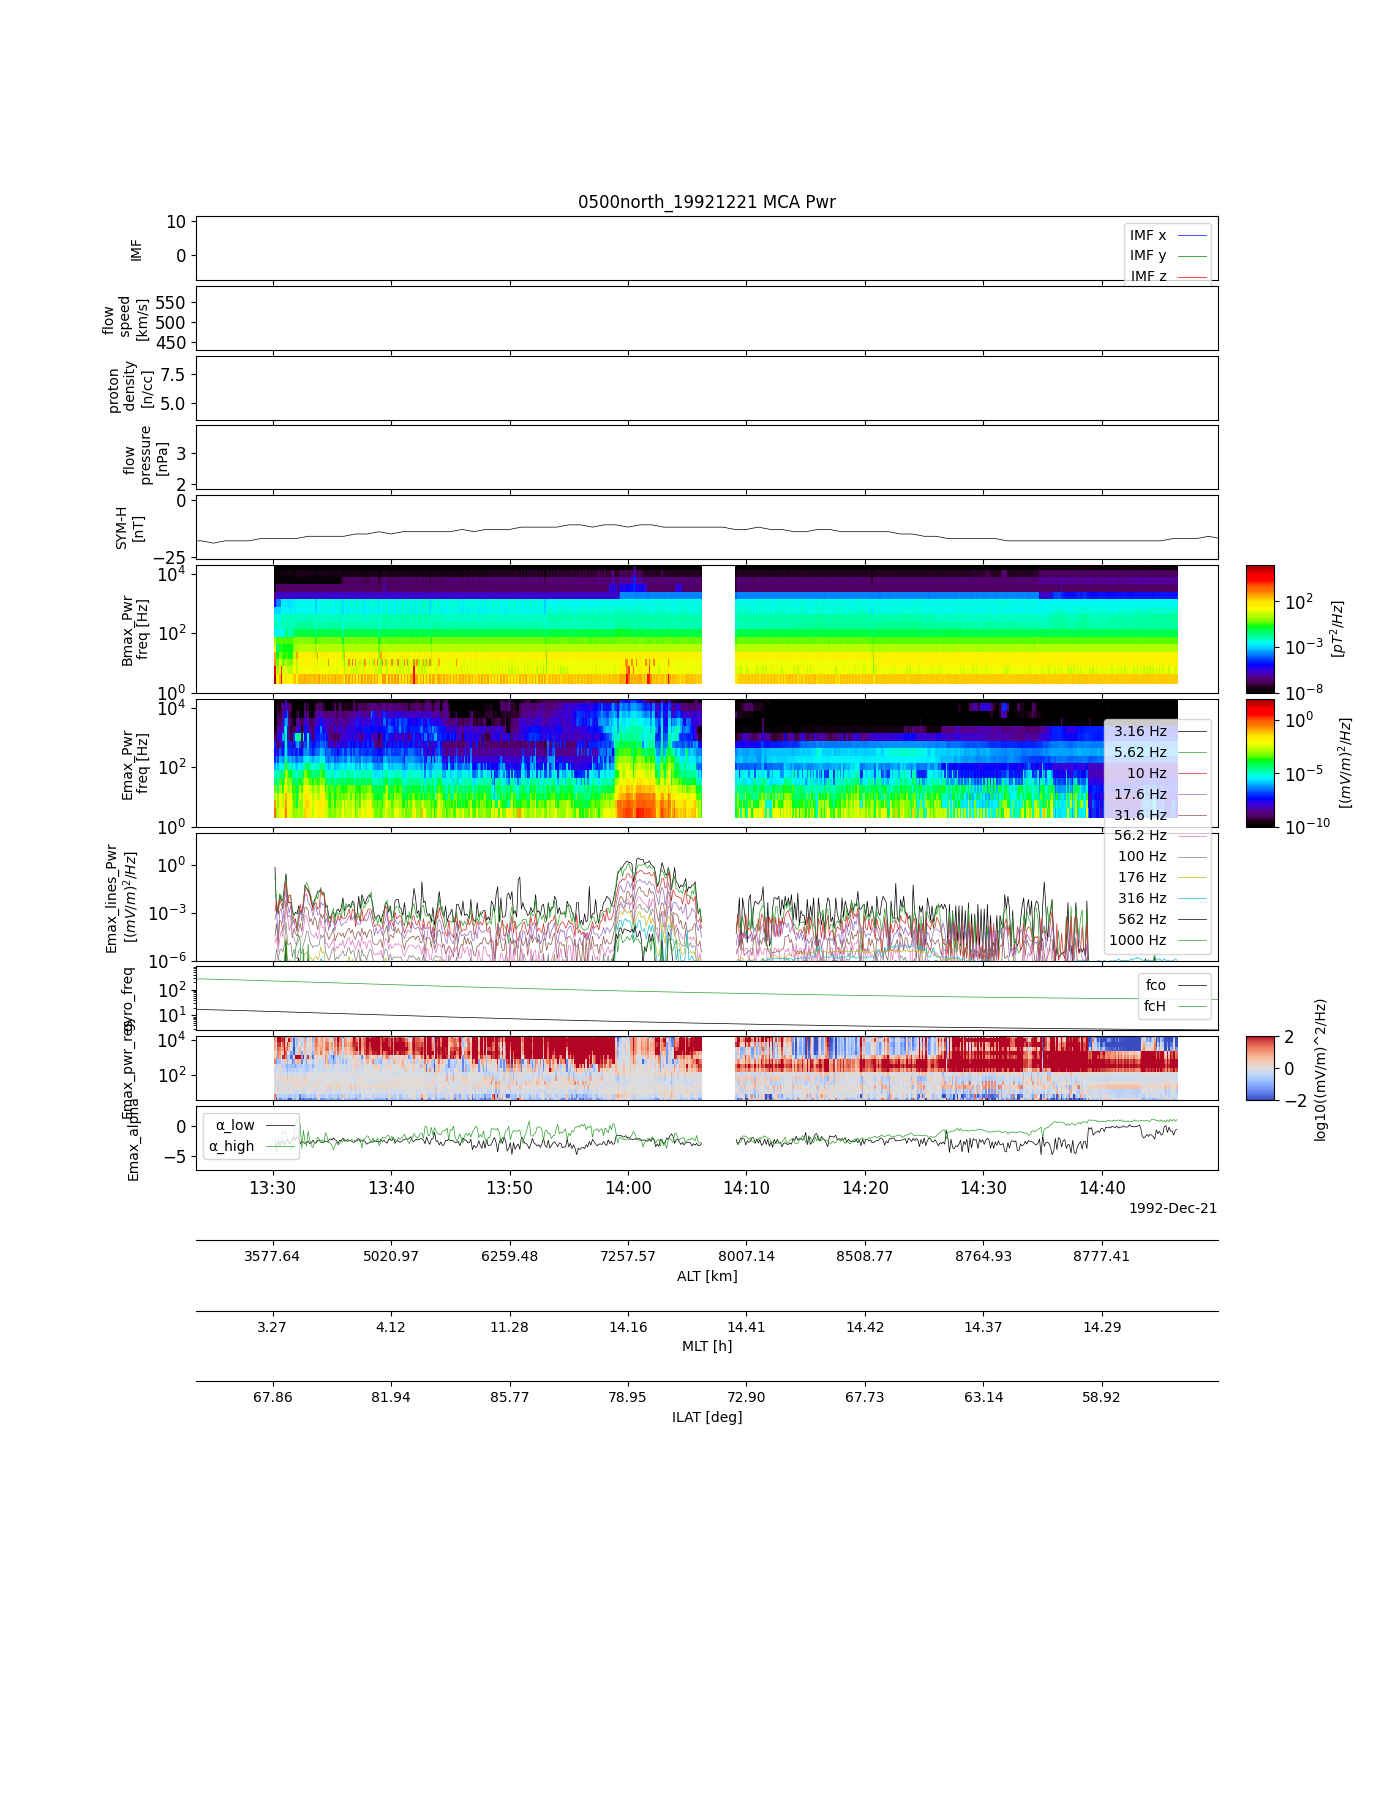 0500north_19921221 MCA Pwr
10
0
IMF
IMF x
IMF y
IMF z
550
500
450
flow
speed
[km/s]
7.5
5.0
proton
density
[n/cc]
3
2
flow
pressure
[nPa]
0
−25
SYM-H
[nT]
10^4
10^2
10^0
Bmax_Pwr
freq [Hz]
10^2
10^−3
10^−8
[pT^2/Hz]
10^4
10^2
10^0
Emax_Pwr
freq [Hz]
10^0
10^−5
10^−10
[(mV/m)^2/Hz]
3.16 Hz
5.62 Hz
10 Hz
17.6 Hz
31.6 Hz
56.2 Hz
100 Hz
176 Hz
316 Hz
562 Hz
1000 Hz
10^0
10^−3
10^−6
Emax_lines_Pwr
[(mV/m)^2/Hz]
10^2
10^1
gyro_freq
fco
fcH
10^4
10^2
Emax_pwr_res
2
0
−2
log10((mV/m)^2/Hz)
0
−5
Emax_alpha
α_low
α_high
13:30 13:40 13:50 14:00 14:10 14:20 14:30 14:40
1992-Dec-21
3577.64 5020.97 6259.48 7257.57 8007.14 8508.77 8764.93 8777.41
ALT [km]
3.27 4.12 11.28 14.16 14.41 14.42 14.37 14.29
MLT [h]
67.86 81.94 85.77 78.95 72.90 67.73 63.14 58.92
ILAT [deg]